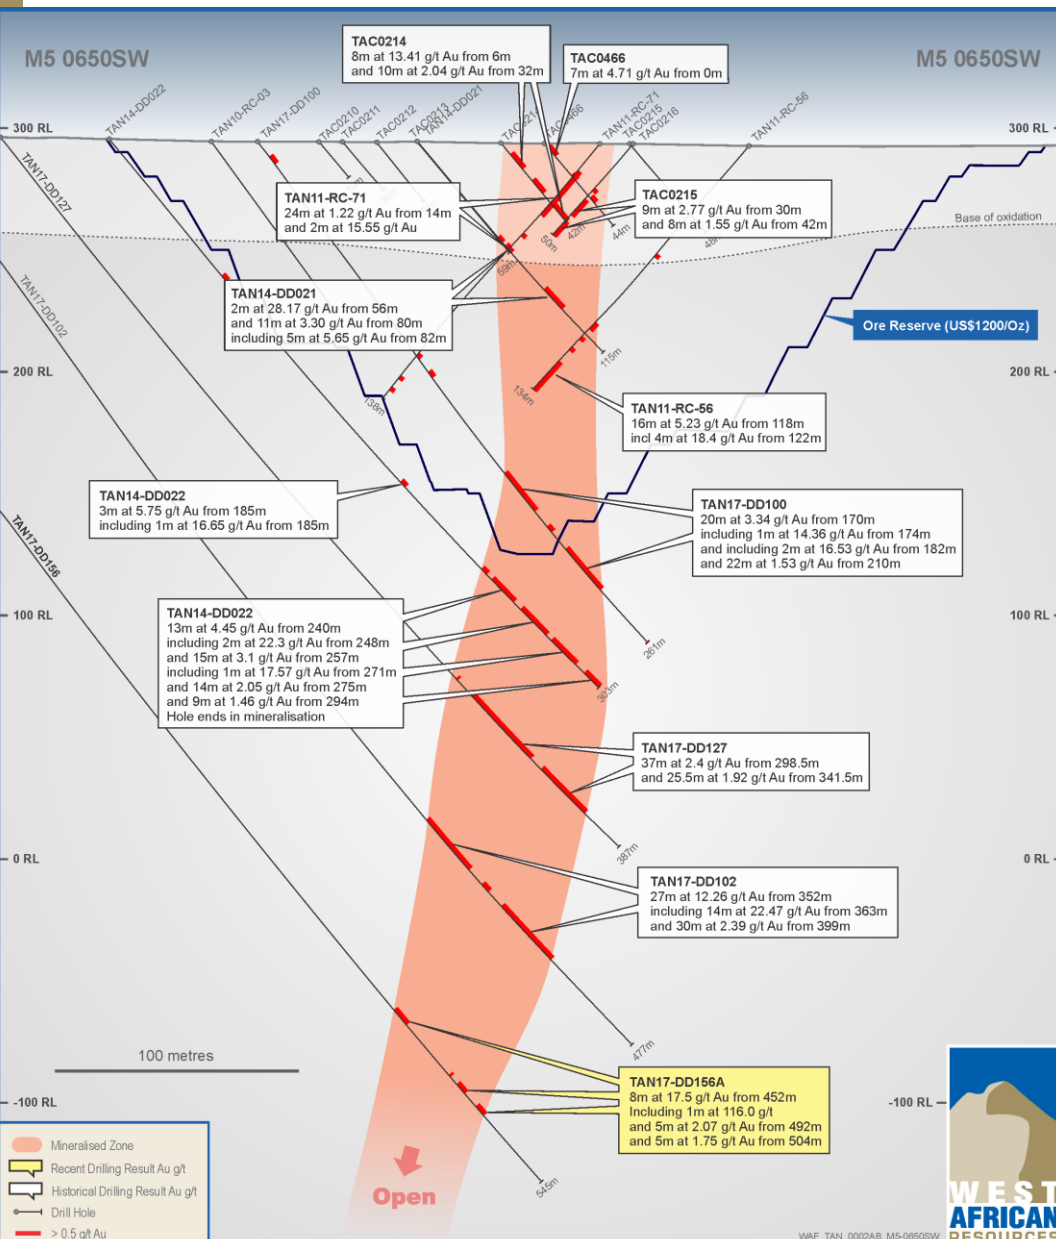 M5 0650SW
M5 0650SW
TAC0214
8m at 13.41 g/t Au from 6m
and 10m at 2.04 g/t Au from 32m
TAC0466
7m at 4.71 g/t Au from 0m
TAN14-DD022
TAN10-RC-03
TAN17-DD100
TAC0210
TAC0211
TAC0212
TAC0213
TAN14-DD021
TAN11-RC-71
TAC0215
TAC0216
TAN11-RC-56
300 RL
300 RL
TAN17-DD127
TAN11-RC-71
24m at 1.22 g/t Au from 14m
and 2m at 15.55 g/t Au
TAC0215
9m at 2.77 g/t Au from 30m
and 8m at 1.55 g/t Au from 42m
50m
42m
44m
48m
59m
Base of oxidation
TAN17-DD102
TAN14-DD021
2m at 28.17 g/t Au from 56m
and 11m at 3.30 g/t Au from 80m
including 5m at 5.65 g/t Au from 82m
Ore Reserve (US$1200/Oz)
115m
200 RL
200 RL
134m
138m
TAN11-RC-56
16m at 5.23 g/t Au from 118m
incl 4m at 18.4 g/t Au from 122m
TAN14-DD022
3m at 5.75 g/t Au from 185m
including 1m at 16.65 g/t Au from 185m
TAN17-DD100
20m at 3.34 g/t Au from 170m
including 1m at 14.36 g/t Au from 174m
and including 2m at 16.53 g/t Au from 182m
and 22m at 1.53 g/t Au from 210m
TAN17-DD156
100 RL
100 RL
TAN14-DD022
13m at 4.45 g/t Au from 240m
including 2m at 22.3 g/t Au from 248m
and 15m at 3.1 g/t Au from 257m
including 1m at 17.57 g/t Au from 271m
and 14m at 2.05 g/t Au from 275m
and 9m at 1.46 g/t Au from 294m
Hole ends in mineralisation
261m
303m
TAN17-DD127
37m at 2.4 g/t Au from 298.5m
and 25.5m at 1.92 g/t Au 341.5m
387m
0 RL
0 RL
TAN17-DD102
27m at 12.26 g/t Au from 352m
including 14m at 22.47 g/t Au from 363m
and 30m at 2.39 g/t Au from 399m
477m
100 metres
TAN17-DD156A
8m at 17.5 g/t Au from 452m
Including 1m at 116.0 g/t
and 5m at 2.07 g/t Au from 492m
and 5m at 1.75 g/t Au from 504m
-100 RL
-100 RL
545m
Open
Mineralised Zone
Recent Drilling Result Au g/t
Historical Drilling Result Au g/t
Drill Hole
> 0.5 g/t Au
WEST
AFRICAN
RESOURCES
WAF_TAN_0002AB_M5-0650SW